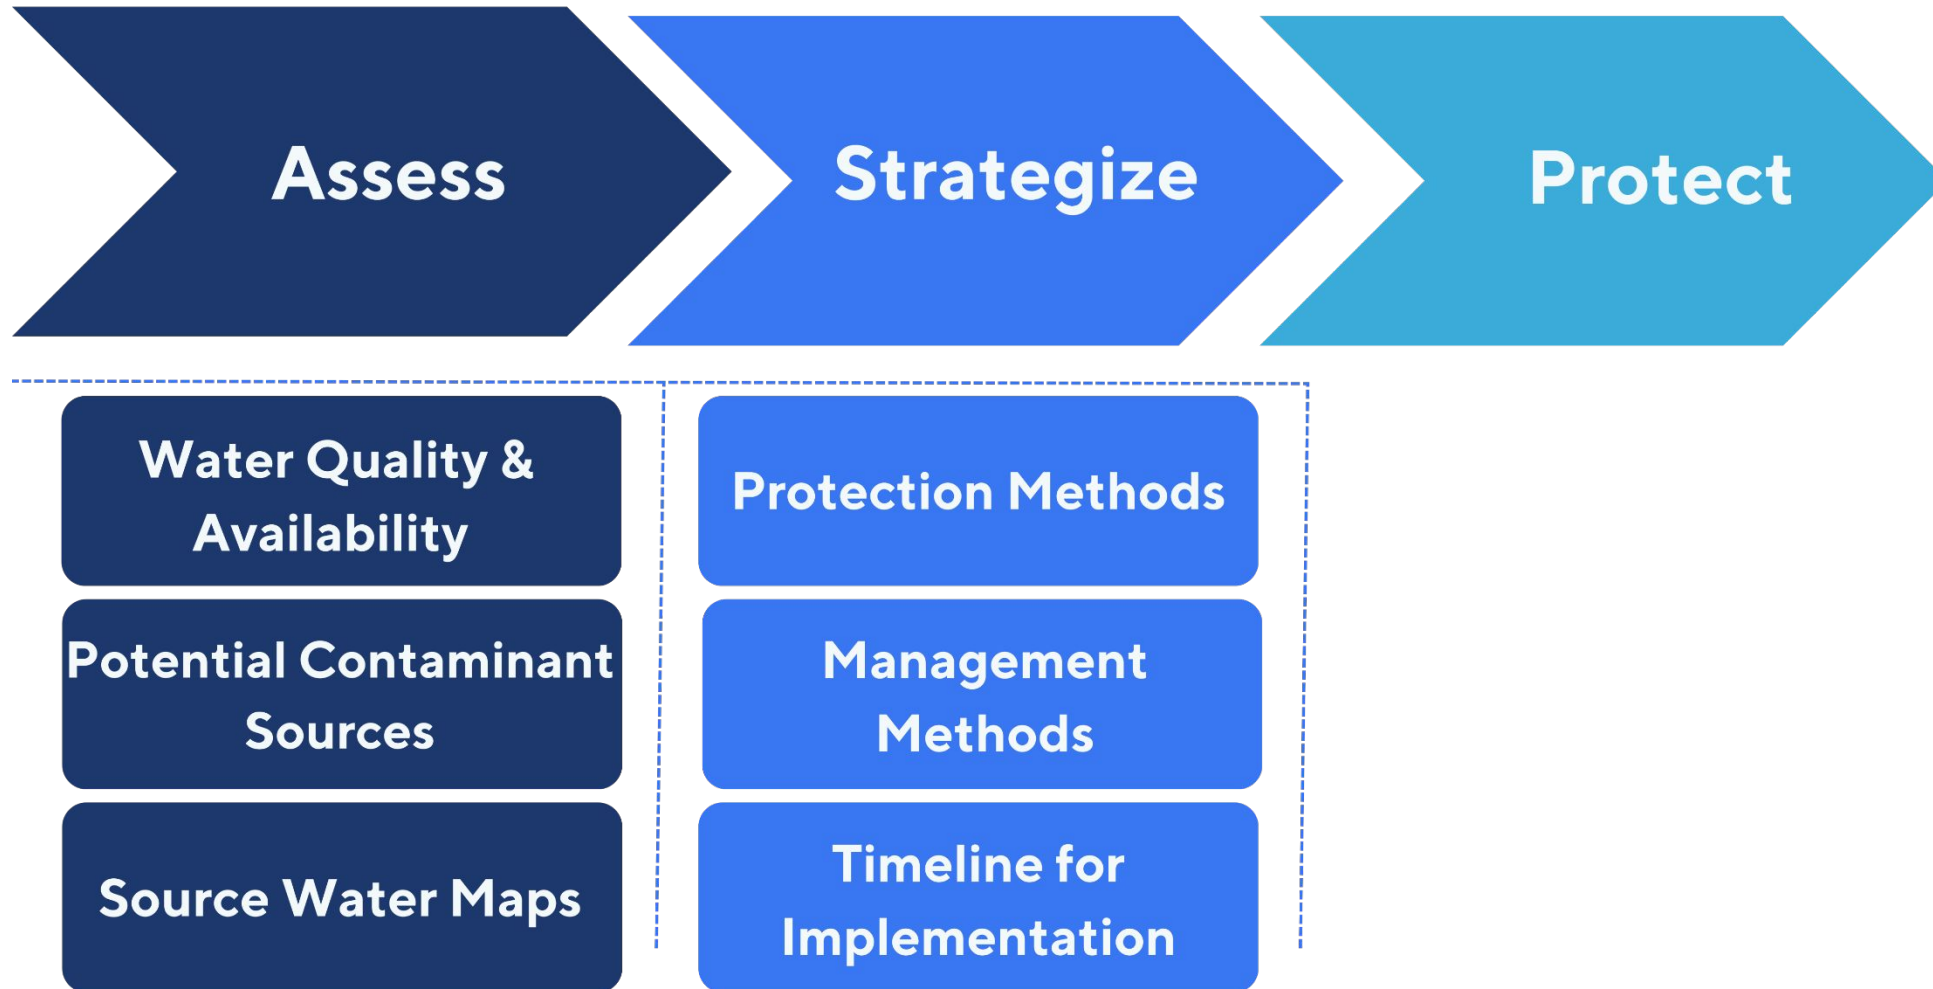 Assess
Strategize
Protect
Water Quality &
Availability
Potential Contaminant
Sources
Source Water Maps
Protection Methods
Management
Methods
Timeline for
Implementation